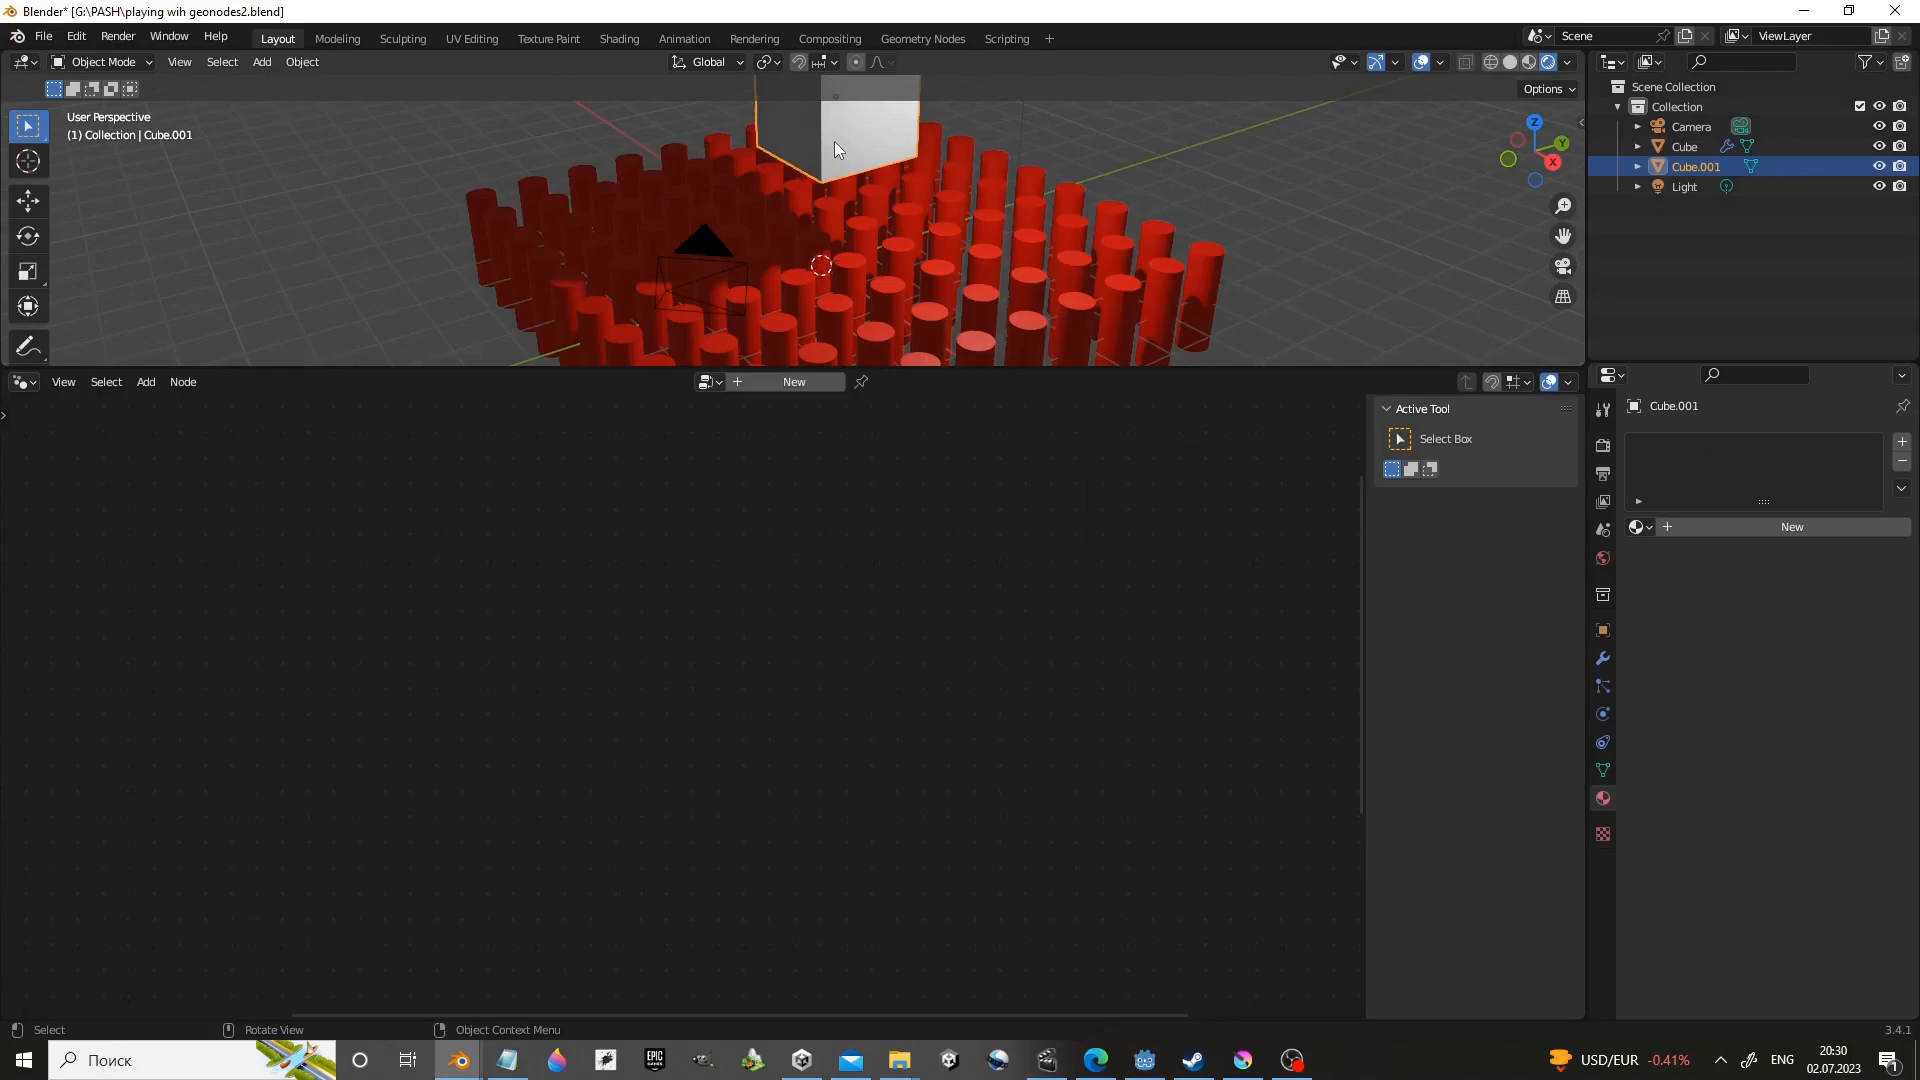 Blender* [G:\PASH\playing wih geonodes2.blend]
File Edit Render Window Help Layout Modeling Sculpting UV Editing Texture Paint Shading Animation Rendering Compositing Geometry Nodes Scripting + Scene ViewLayer
Object Mode View Select Add Object Global
Options
User Perspective
(1) Collection | Cube.001
Z
Y
X
Scene Collection
Collection
Camera
Cube
Cube.001
Light
View Select Add Node + New
Active Tool
Select Box
Cube.001
+ New
Select Rotate View Object Context Menu 3.4.1
Поиск
EPIC GAMES
USD/EUR -0.41% ENG 20:30
02.07.2023
1